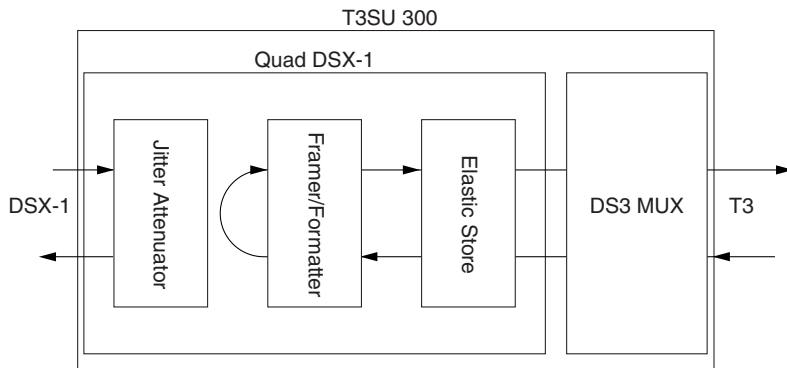 T3SU 300
Quad DSX-1
Jitter Attenuator
Framer/Formatter
Elastic Store
DSX-1
DS3 MUX
T3